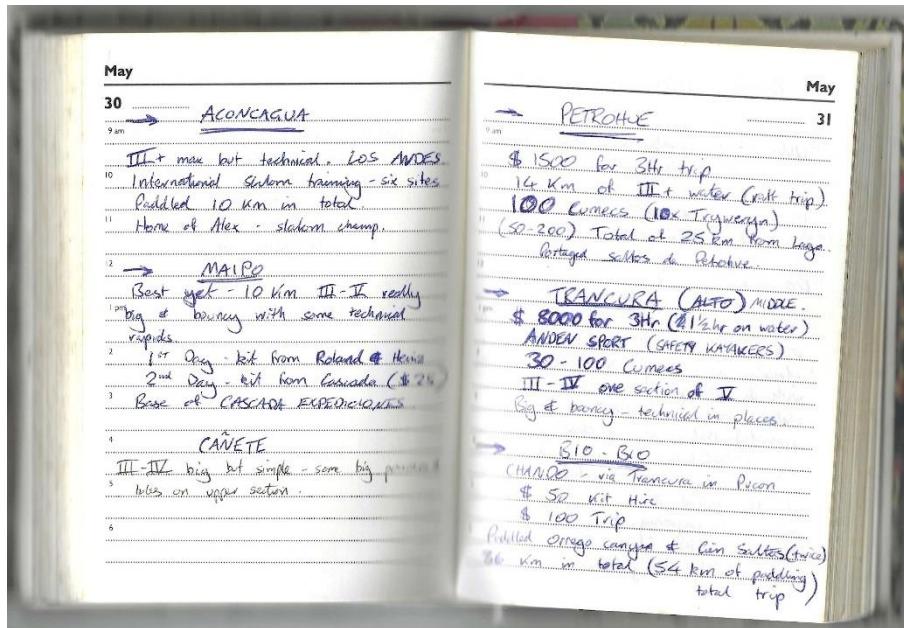 May
30
→ ACONCAGUA
9 am
III+ max but technical. LOS ANDES
10
International slalom training - six sites
Paddled 10 Km in total.
11
Home of Alex - slalom champ.
12
→ MAIPO
Best yet - 10 Km III-V really
1 pm
big & bouncy with some technical
rapids
2
1ST Day - kit from Roland &
2nd Day - kit from Cascada ($25)
3
Base of CASCADA EXPEDICIONES
4
CAÑETE
III-IV big but simple - some big
5
holes on upper section.
6
May
31
→ PETROHUE
9 am
$ 1500 for 3Hr trip
10
14 Km of III+ water (raft trip).
100 Cumecs (10x Tryweryn)
11
(50-200) Total of 25 km from Lago.
Portaged saltos de Petrohue.
12
→ TRANCURA (ALTO) MIDDLE.
$ 8000 for 3Hr (1½hr on water)
ANDEN SPORT (SAFETY KAYAKERS)
30 - 100 Cumecs
III-IV one section of V
Big & bouncy - technical in places.
→ BIO-BIO
CHANDO - via Trancura in Pucon
$ 50 Kit Hire
$ 100 Trip
Paddled Orrego canyon & Saltos (twice)
km in total (54 km of paddling
total trip)